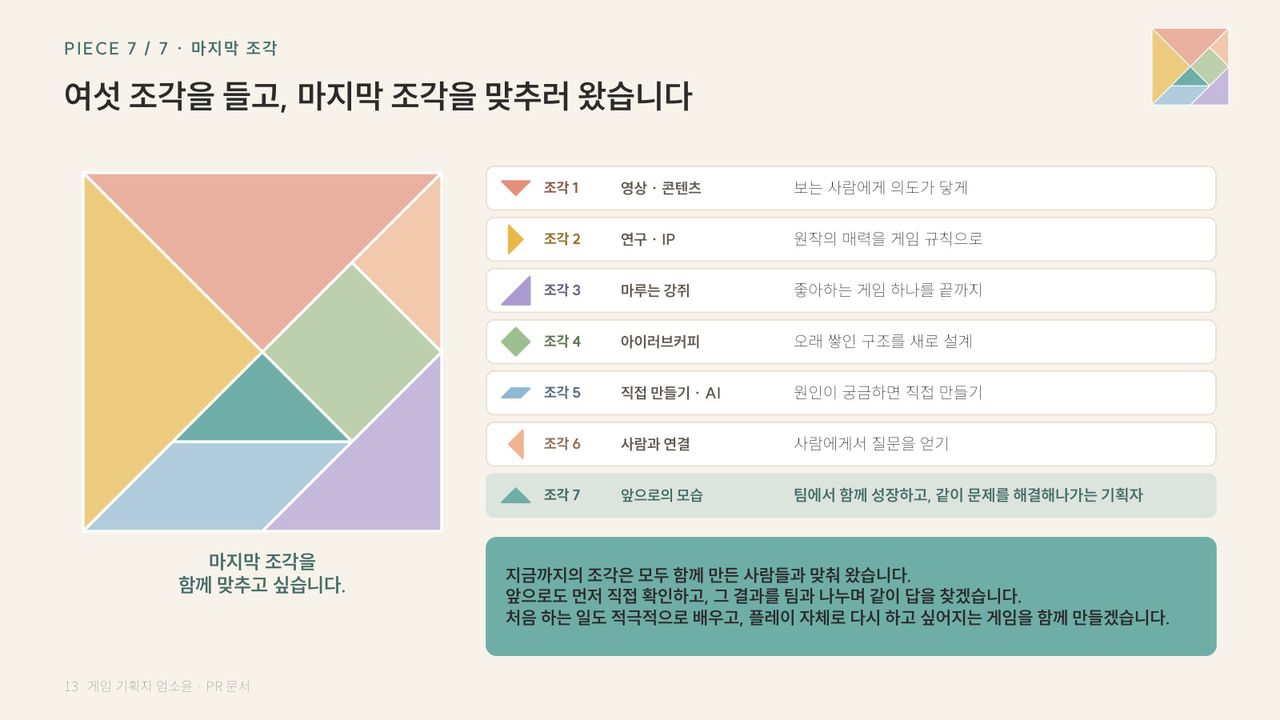 PIECE 7 / 7 · 마지막 조각
여섯 조각을 들고, 마지막 조각을 맞추러 왔습니다
조각 1 영상 · 콘텐츠 보는 사람에게 의도가 닿게
조각 2 연구 · IP 원작의 매력을 게임 규칙으로
조각 3 마루는 강쥐 좋아하는 게임 하나를 끝까지
조각 4 아이러브커피 오래 쌓인 구조를 새로 설계
조각 5 직접 만들기 · AI 원인이 궁금하면 직접 만들기
조각 6 사람과 연결 사람에게서 질문을 얻기
조각 7 앞으로의 모습 팀에서 함께 성장하고, 같이 문제를 해결해나가는 기획자
마지막 조각을
함께 맞추고 싶습니다.
지금까지의 조각은 모두 함께 만든 사람들과 맞춰 왔습니다.
앞으로도 먼저 직접 확인하고, 그 결과를 팀과 나누며 같이 답을 찾겠습니다.
처음 하는 일도 적극적으로 배우고, 플레이 자체로 다시 하고 싶어지는 게임을 함께 만들겠습니다.
13 게임 기획자 엄소윤 · PR 문서